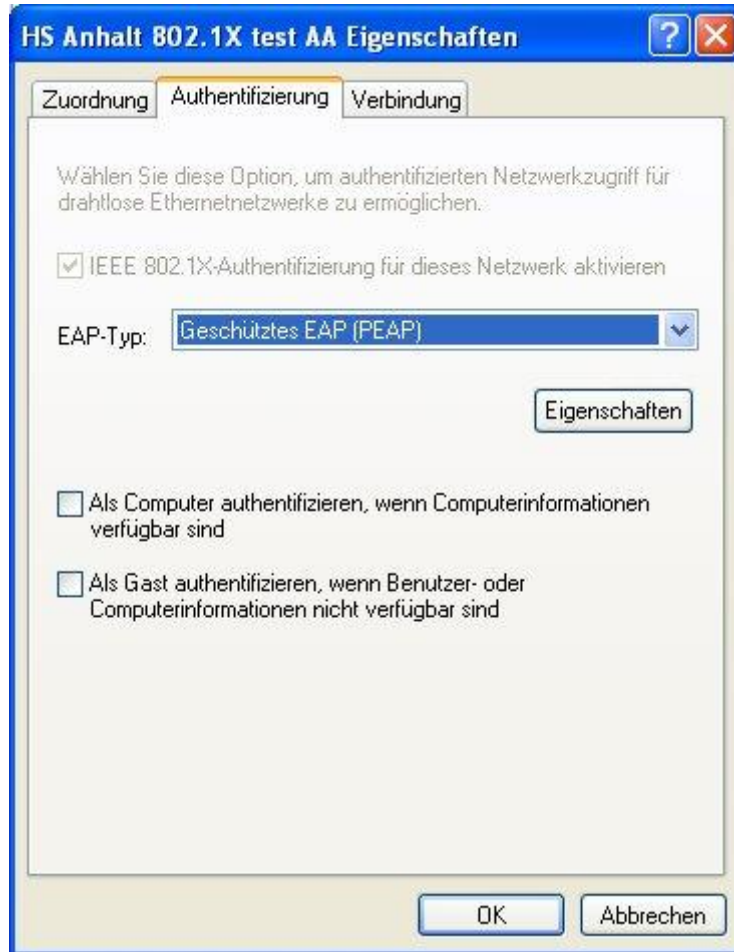 HS Anhalt 802.1X test AA Eigenschaften
Zuordnung Authentifizierung Verbindung
Wählen Sie diese Option, um authentifizierten Netzwerkzugriff für
drahtlose Ethernetnetzwerke zu ermöglichen.
IEEE 802.1X-Authentifizierung für dieses Netzwerk aktivieren
EAP-Typ: Geschütztes EAP (PEAP)
Eigenschaften
Als Computer authentifizieren, wenn Computerinformationen
verfügbar sind
Als Gast authentifizieren, wenn Benutzer- oder
Computerinformationen nicht verfügbar sind
OK Abbrechen